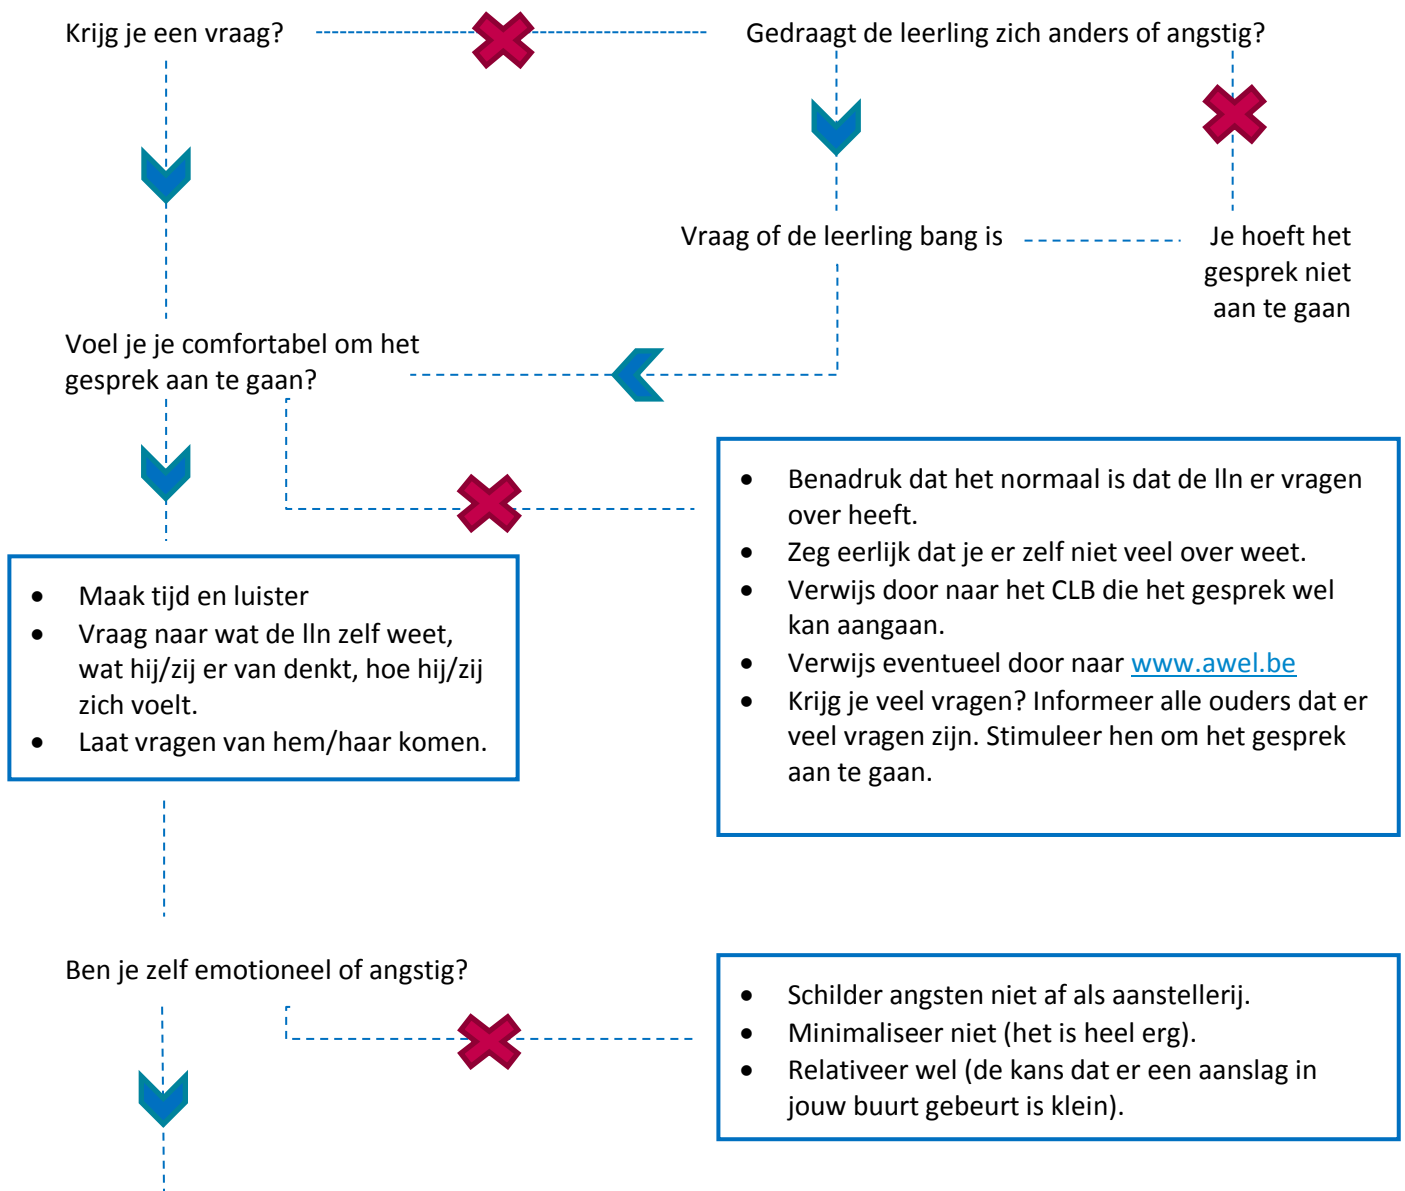 Krijg je een vraag?
Gedraagt de leerling zich anders of angstig?
Vraag of de leerling bang is
Je hoeft het
gesprek niet
aan te gaan
Voel je je comfortabel om het
gesprek aan te gaan?
• Benadruk dat het normaal is dat de lln er vragen
over heeft.
• Zeg eerlijk dat je er zelf niet veel over weet.
• Verwijs door naar het CLB die het gesprek wel
kan aangaan.
• Verwijs eventueel door naar www.awel.be
• Krijg je veel vragen? Informeer alle ouders dat er
veel vragen zijn. Stimuleer hen om het gesprek
aan te gaan.
• Maak tijd en luister
• Vraag naar wat de lln zelf weet,
wat hij/zij er van denkt, hoe hij/zij
zich voelt.
• Laat vragen van hem/haar komen.
Ben je zelf emotioneel of angstig?
• Schilder angsten niet af als aanstellerij.
• Minimaliseer niet (het is heel erg).
• Relativeer wel (de kans dat er een aanslag in
jouw buurt gebeurt is klein).